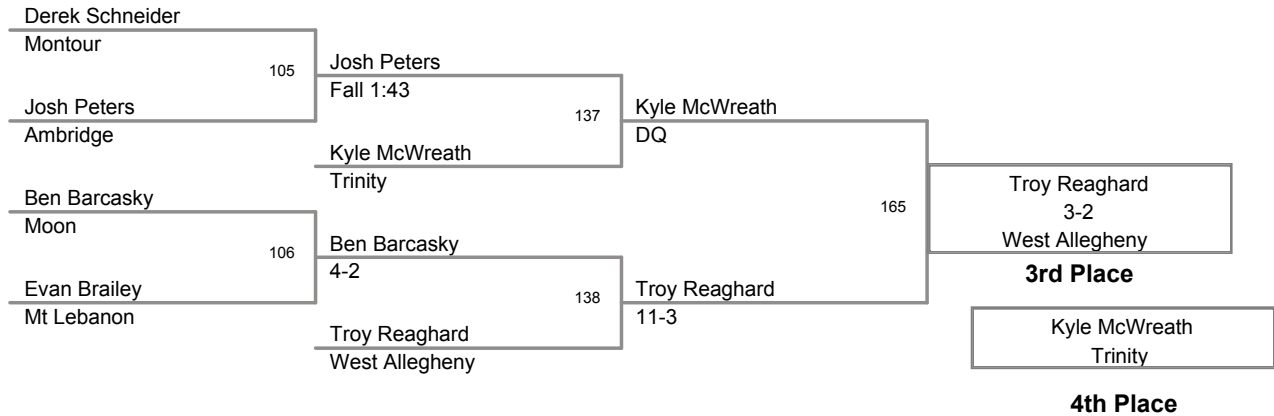 Derek Schneider
Montour
105
Josh Peters
Fall 1:43
Josh Peters
Ambridge
137
Kyle McWreath
DQ
Kyle McWreath
Trinity
Ben Barcasky
Moon
165
Troy Reaghard
3-2
West Allegheny
3rd Place
106
Ben Barcasky
4-2
Evan Brailey
Mt Lebanon
138
Troy Reaghard
11-3
Troy Reaghard
West Allegheny
Kyle McWreath
Trinity
4th Place